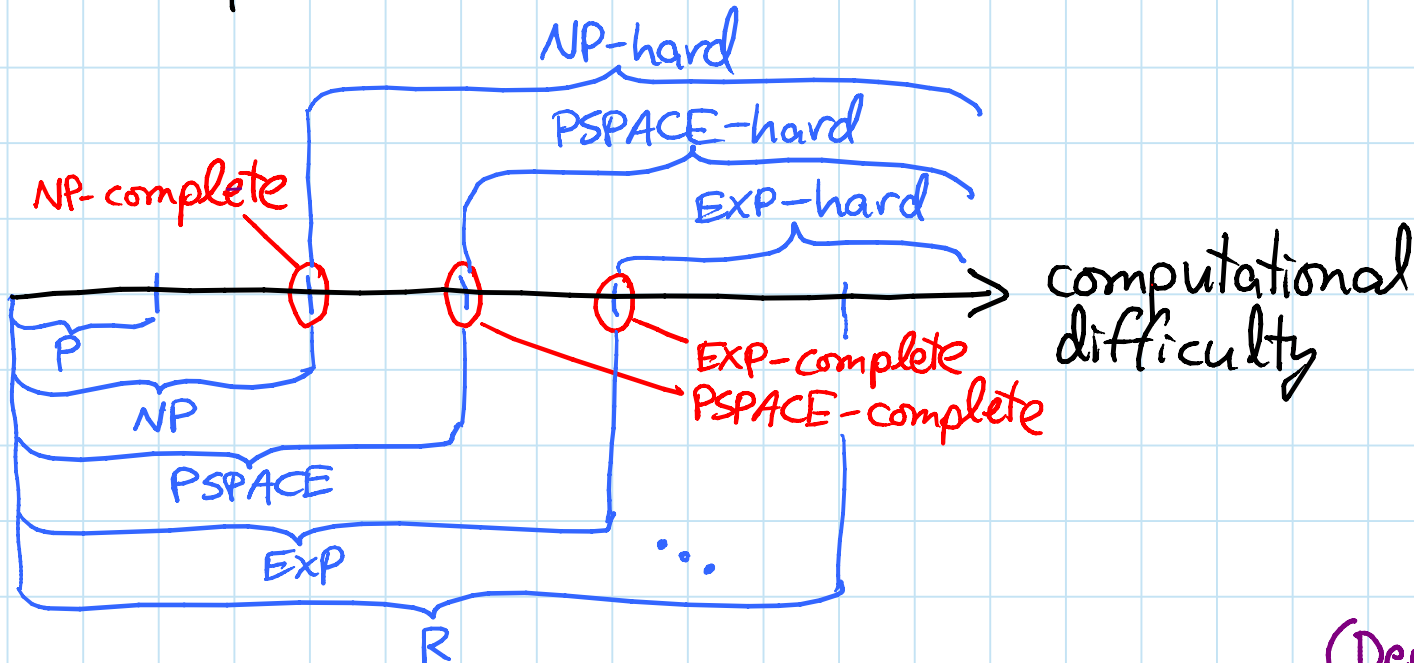 NP-hard
PSPACE-hard
NP-complete
EXP-hard
computational
difficulty
P
EXP-complete
NP
PSPACE-complete
PSPACE
EXP
R